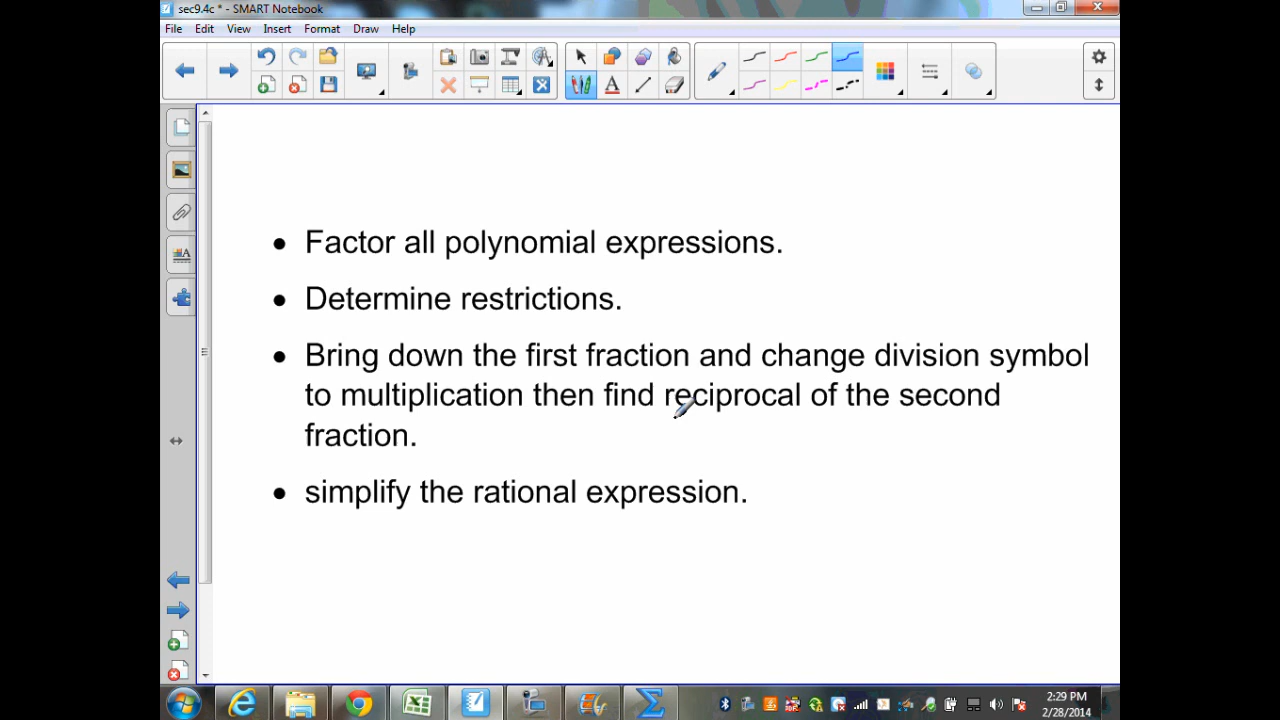 sec9.4c * - SMART Notebook
File Edit View Insert Format Draw Help
• Factor all polynomial expressions.
• Determine restrictions.
• Bring down the first fraction and change division symbol
to multiplication then find reciprocal of the second
fraction.
• simplify the rational expression.
2:29 PM
2/28/2014